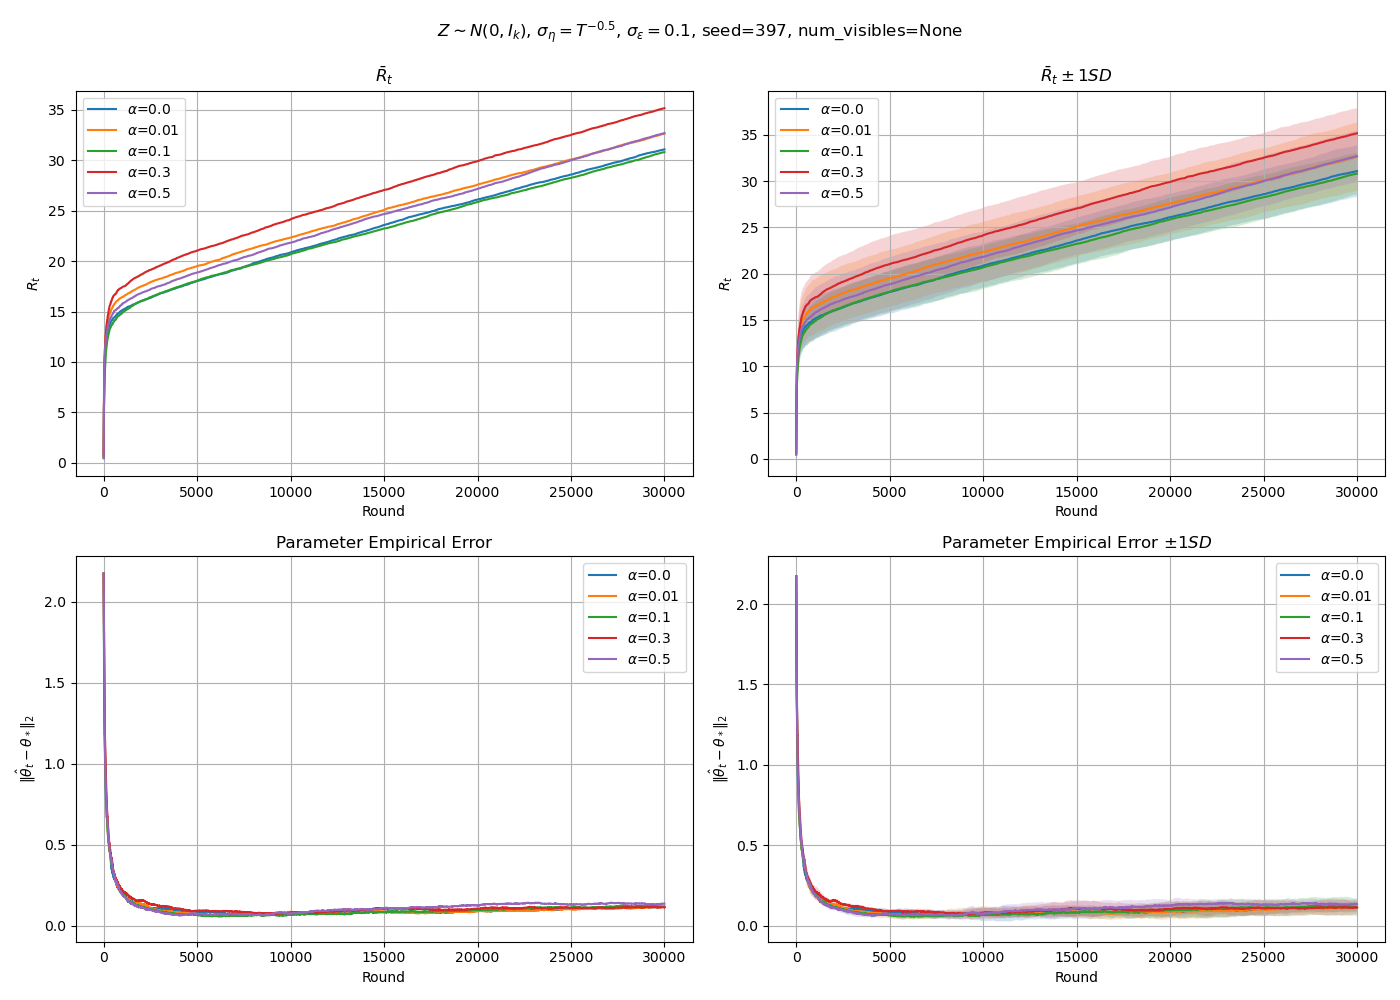 Z ~ N(0, I_k), σ_η = T^{-0.5}, σ_ε = 0.1, seed=397, num_visibles=None
R̄_t
R̄_t ± 1SD
α=0.0
α=0.01
α=0.1
α=0.3
α=0.5
α=0.0
α=0.01
α=0.1
α=0.3
α=0.5
R_t
35
30
25
20
15
10
5
0
R_t
35
30
25
20
15
10
5
0
0 5000 10000 15000 20000 25000 30000
Round
0 5000 10000 15000 20000 25000 30000
Round
Parameter Empirical Error
Parameter Empirical Error ±1SD
α=0.0
α=0.01
α=0.1
α=0.3
α=0.5
α=0.0
α=0.01
α=0.1
α=0.3
α=0.5
‖θ̂_t − θ_*‖_2
2.0
1.5
1.0
0.5
0.0
‖θ̂_t − θ_*‖_2
2.0
1.5
1.0
0.5
0.0
0 5000 10000 15000 20000 25000 30000
Round
0 5000 10000 15000 20000 25000 30000
Round